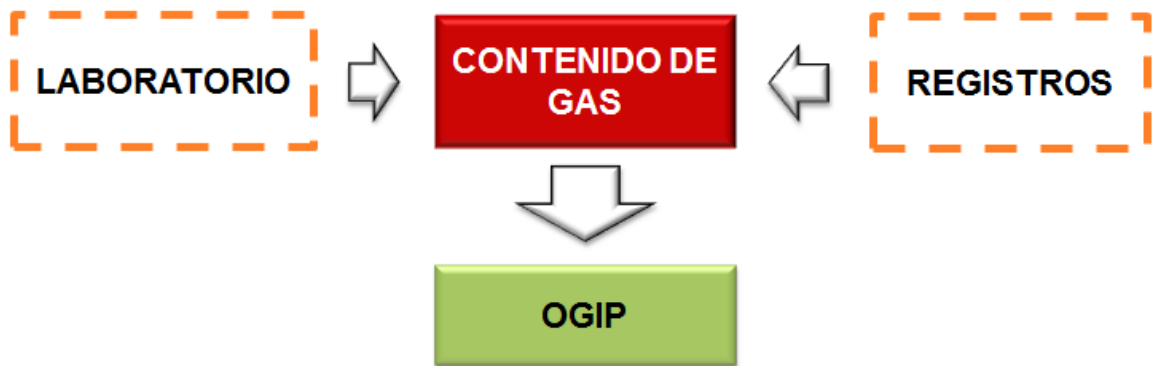 LABORATORIO
CONTENIDO DE
GAS
REGISTROS
OGIP